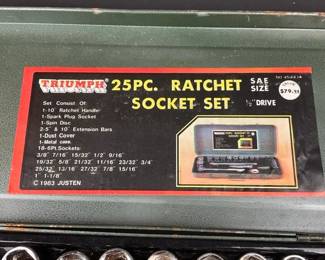 TRIUMPH 25PC. RATCHET SOCKET SET
SAE SIZE
½" DRIVE
$79.98
Set Consist Of:
1-10" Ratchet Handle
1-Spark Plug Socket
1-Spin Disc
2-5" & 10" Extension Bars
1-Dust Cover
1-Metal case
18-6Pt.Sockets:
3/8 7/16 15/32 1/2 9/16
19/32 5/8 21/32 11/16 23/32 3/4
25/32 13/16 27/32 7/8 15/16
1" 1-1/8"
© 1983 JUSTEN